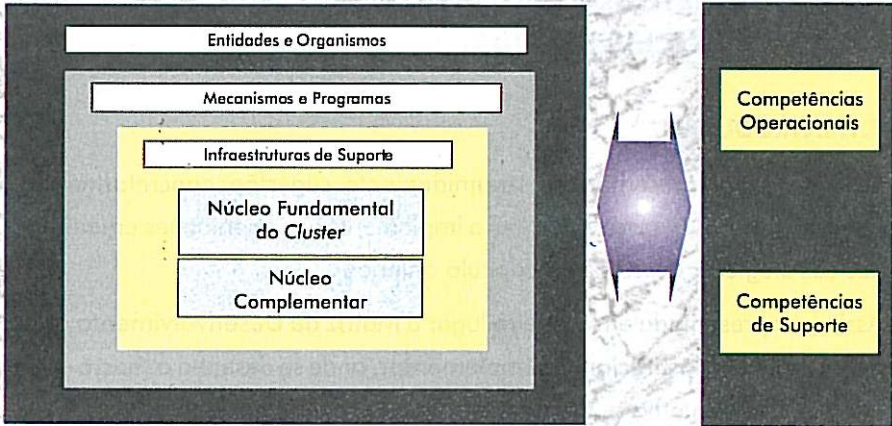 Entidades e Organismos
Mecanismos e Programas
Infraestruturas de Suporte
Núcleo Fundamental
do Cluster
Núcleo
Complementar
Competências
Operacionais
Competências
de Suporte